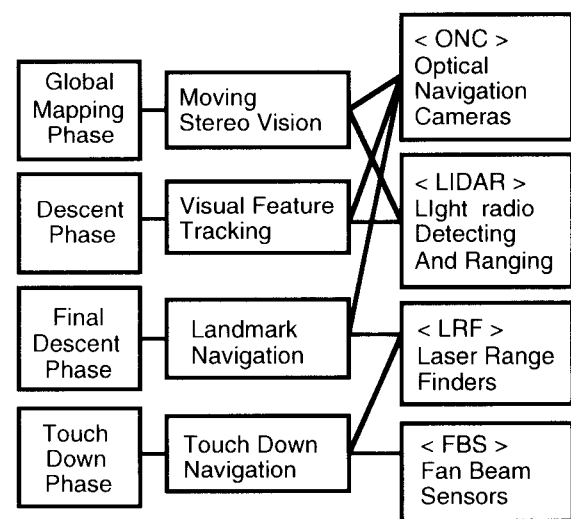 Global
Mapping
Phase
Moving
Stereo Vision
< ONC >
Optical
Navigation
Cameras
Descent
Phase
Visual Feature
Tracking
< LIDAR >
LIght radio
Detecting
And Ranging
Final
Descent
Phase
Landmark
Navigation
< LRF >
Laser Range
Finders
Touch
Down
Phase
Touch Down
Navigation
< FBS >
Fan Beam
Sensors